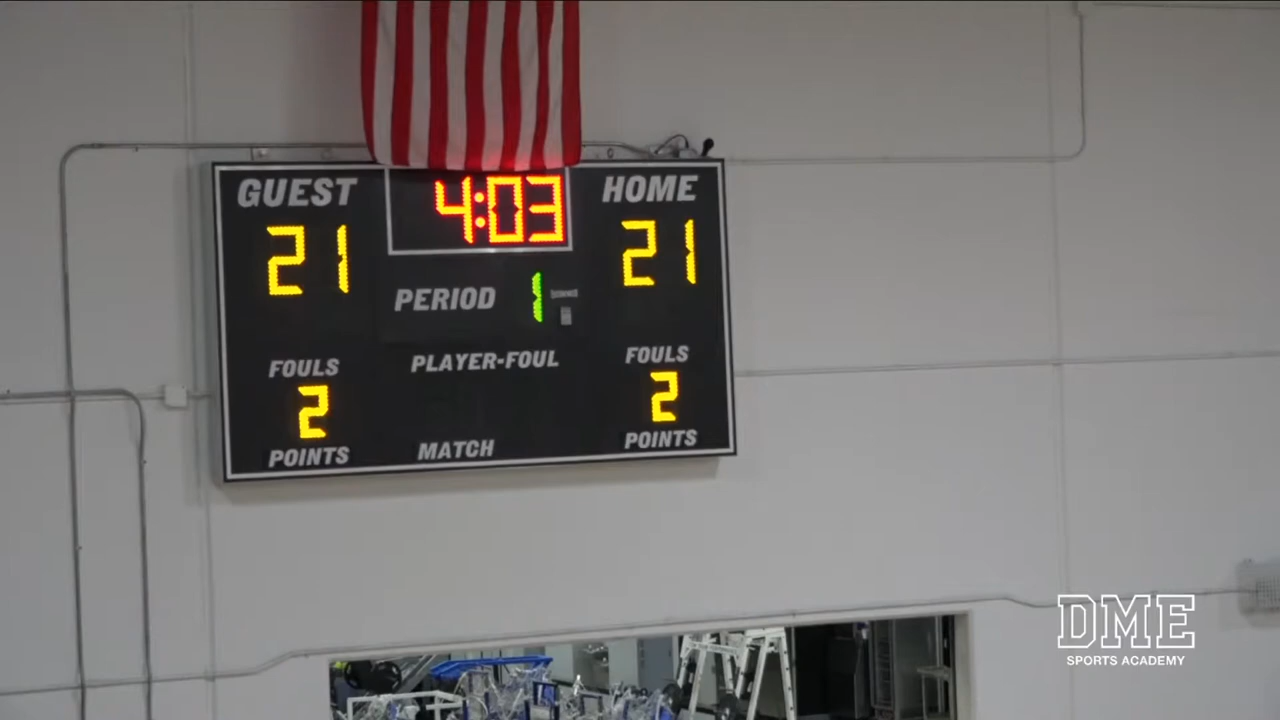 GUEST
4:03
HOME
21
21
PERIOD 1
FOULS
PLAYER-FOUL
FOULS
2
2
POINTS
MATCH
POINTS
DME
SPORTS ACADEMY